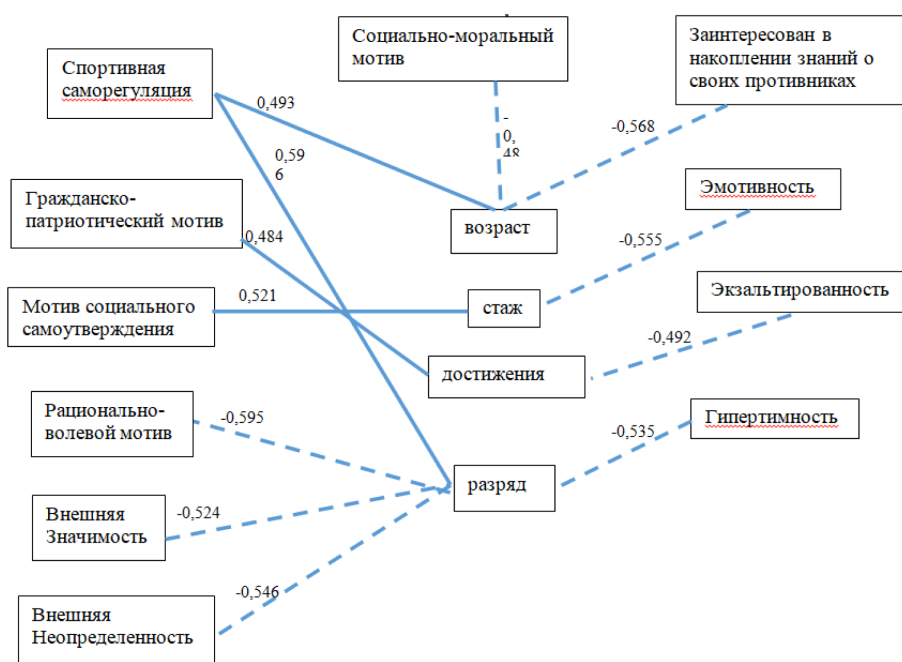 Социально-моральный
мотив
Заинтересован в
накоплении знаний о
своих противниках
Спортивная
саморегуляция
0,493
-
0,
48
-0,568
0,59
6
Эмотивность
Гражданско-
патриотический мотив
возраст
0,484
-0,555
Мотив социального
самоутверждения
0,521
стаж
Экзальтированность
-0,492
достижения
Рационально-
волевой мотив
-0,595
Гипертимность
-0,535
разряд
Внешняя
Значимость
-0,524
-0,546
Внешняя
Неопределенность